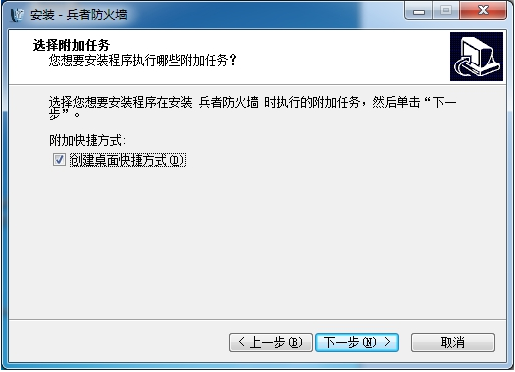 安装 - 兵者防火墙
选择附加任务
您想要安装程序执行哪些附加任务？
选择您想要安装程序在安装 兵者防火墙 时执行的附加任务，然后单击“下一
步”。
附加快捷方式:
创建桌面快捷方式(D)
< 上一步(B)
下一步(N) >
取消